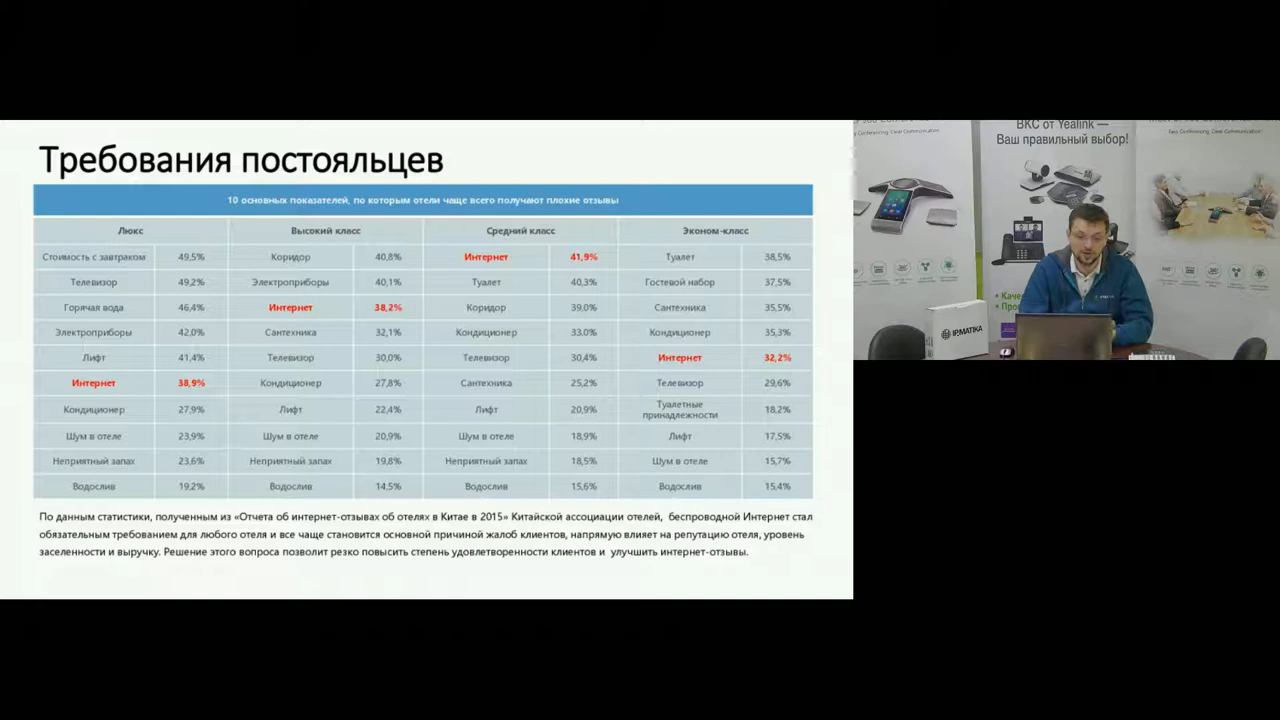 Требования постояльцев
10 основных показателей, по которым отели чаще всего получают плохие отзывы
Люкс Высокий класс Средний класс Эконом-класс
Стоимость с завтраком 49,5% Коридор 40,8% Интернет 41,9% Туалет 38,5%
Телевизор 49,2% Электроприборы 40,1% Туалет 40,3% Гостевой набор 37,5%
Горячая вода 46,4% Интернет 38,2% Коридор 39,0% Сантехника 35,5%
Электроприборы 42,0% Сантехника 32,1% Кондиционер 33,0% Кондиционер 35,3%
Лифт 41,4% Телевизор 30,0% Телевизор 30,4% Интернет 32,2%
Интернет 38,9% Кондиционер 27,8% Сантехника 25,2% Телевизор 29,6%
Кондиционер 27,9% Лифт 22,4% Лифт 20,9% Туалетные принадлежности 18,2%
Шум в отеле 23,9% Шум в отеле 20,9% Шум в отеле 18,9% Лифт 17,5%
Неприятный запах 23,6% Неприятный запах 19,8% Неприятный запах 18,5% Шум в отеле 15,7%
Водослив 19,2% Водослив 14,5% Водослив 15,6% Водослив 15,4%
По данным статистики, полученным из «Отчета об интернет-отзывах об отелях в Китае в 2015» Китайской ассоциации отелей, беспроводной Интернет стал
обязательным требованием для любого отеля и все чаще становится основной причиной жалоб клиентов, напрямую влияет на репутацию отеля, уровень
заселенности и выручку. Решение этого вопроса позволит резко повысить степень удовлетворенности клиентов и улучшить интернет-отзывы.
y Conferencing, Clear Communication!
ВКС от Yealink —
Ваш правильный выбор!
Easy Conferencing, Clear Communication!
• Каче
• Про
IPMATIKA